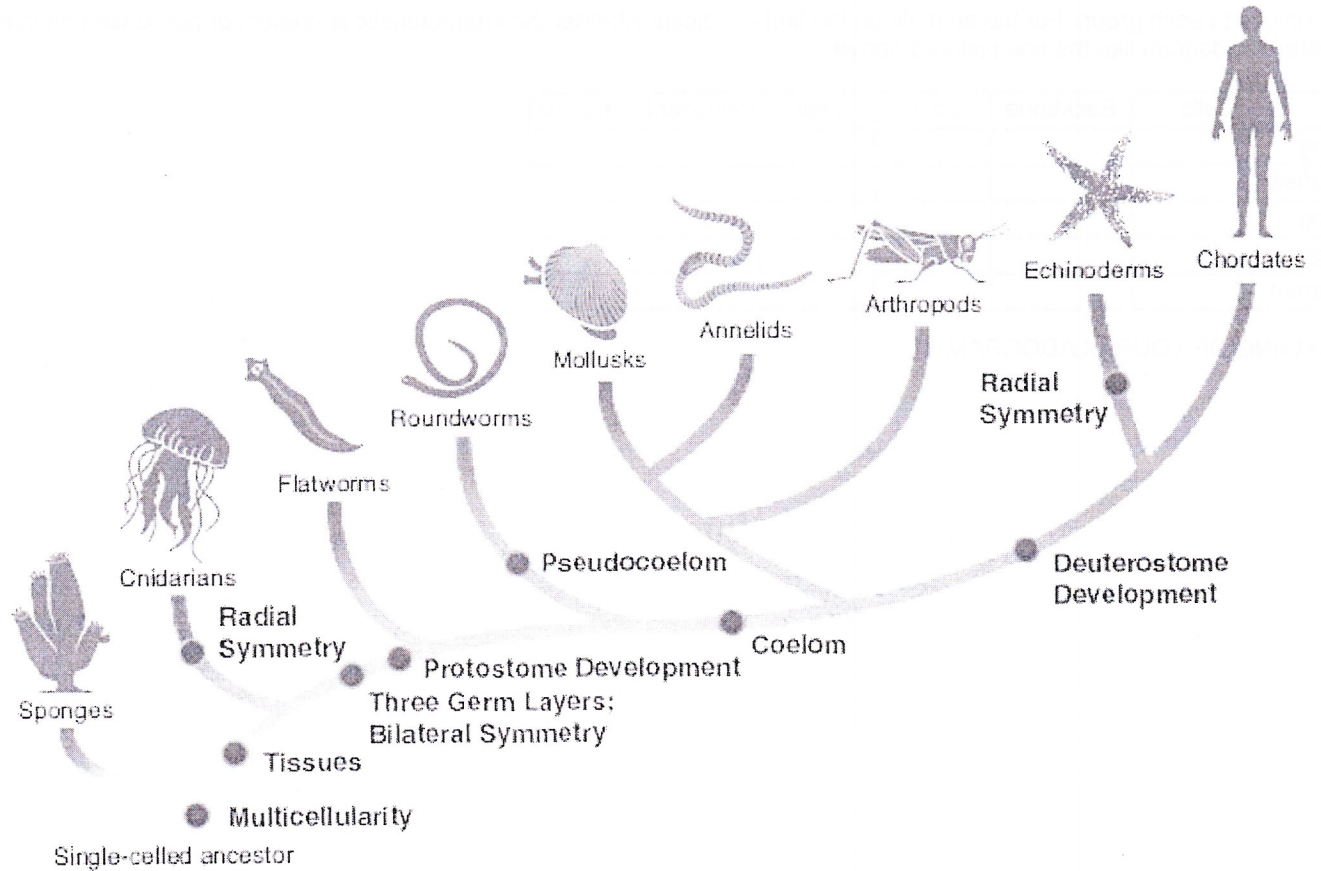 Chordates
Echinoderms
Arthropods
Annelids
Mollusks
Radial
Symmetry
Roundworms
Flatworms
Pseudocoelom
Deuterostome
Development
Cnidarians
Radial
Symmetry
Coelom
Protostome Development
Three Germ Layers;
Bilateral Symmetry
Sponges
Tissues
Multicellularity
Single-celled ancestor